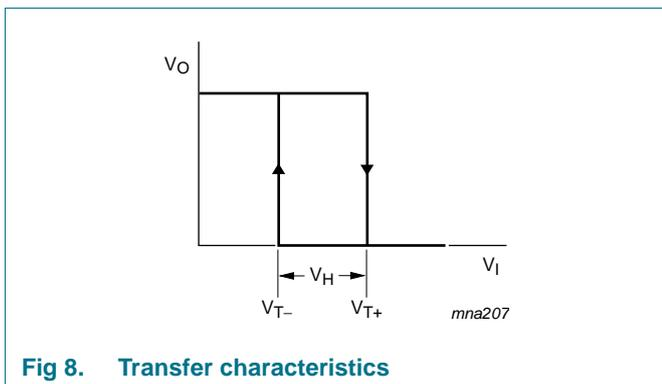 VO
VI
VH
VT−
VT+
mna207
Fig 8. Transfer characteristics